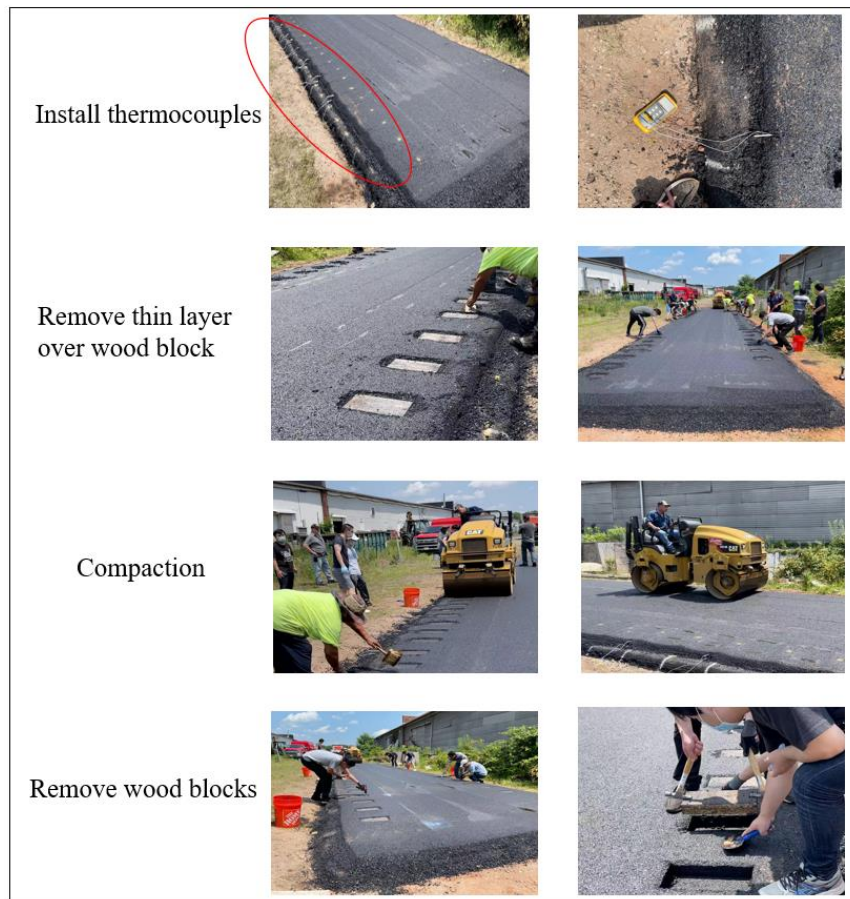 Install thermocouples
Remove thin layer
over wood block
Compaction
CAT
CAT
Remove wood blocks